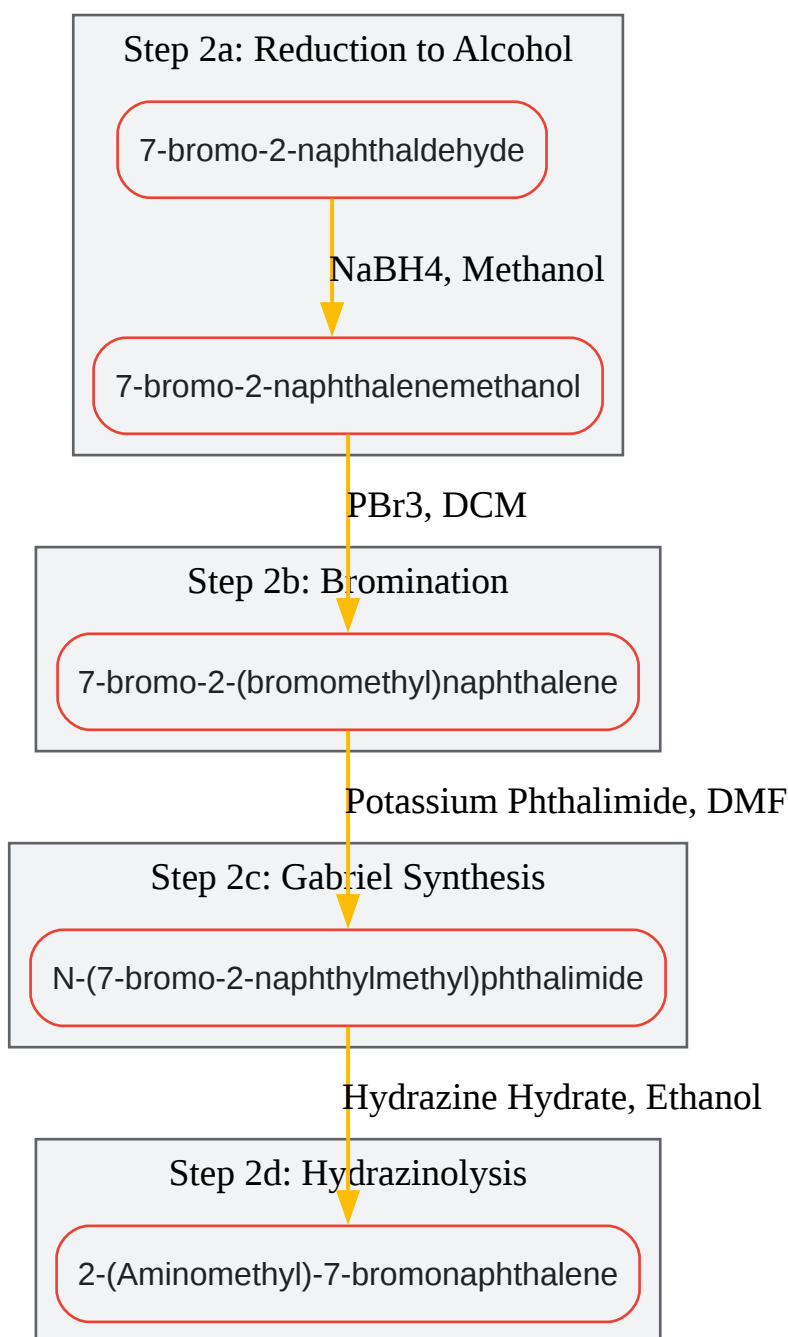 Step 2a: Reduction to Alcohol
7-bromo-2-naphthaldehyde
NaBH4, Methanol
7-bromo-2-naphthalenemethanol
PBr3, DCM
Step 2b: Bromination
7-bromo-2-(bromomethyl)naphthalene
Potassium Phthalimide, DMF
Step 2c: Gabriel Synthesis
N-(7-bromo-2-naphthylmethyl)phthalimide
Hydrazine Hydrate, Ethanol
Step 2d: Hydrazinolysis
2-(Aminomethyl)-7-bromonaphthalene